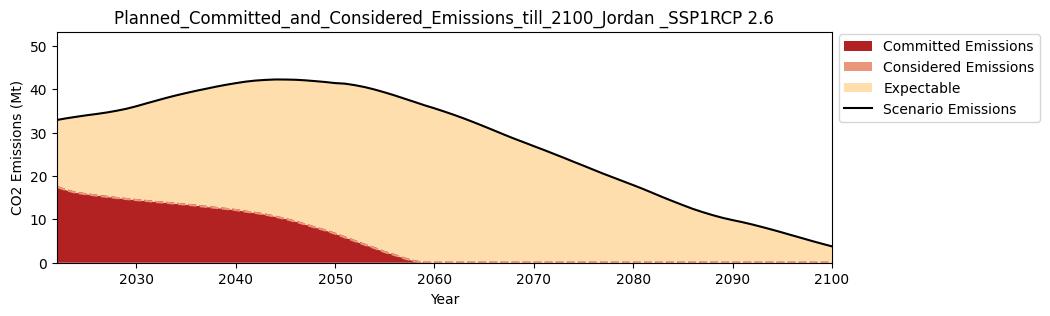 Planned_Committed_and_Considered_Emissions_till_2100_Jordan _SSP1RCP 2.6
CO2 Emissions (Mt)
50
40
30
20
10
0
2030 2040 2050 2060 2070 2080 2090 2100
Year
Committed Emissions
Considered Emissions
Expectable
Scenario Emissions